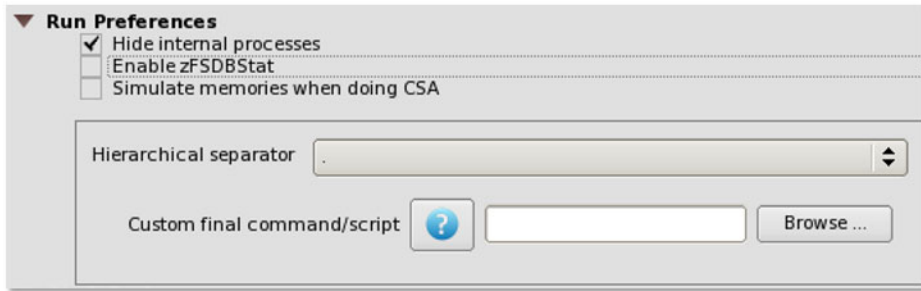 Run Preferences
Hide internal processes
Enable zFSDBStat
Simulate memories when doing CSA
Hierarchical separator .
Custom final command/script ? Browse ...